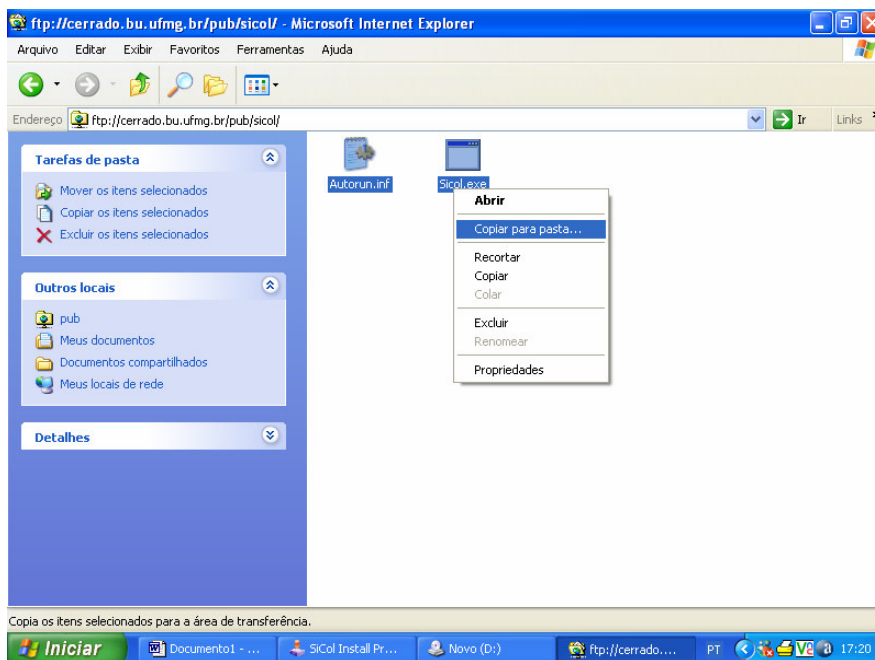 ftp://cerrado.bu.ufmg.br/pub/sicol/ - Microsoft Internet Explorer
Arquivo Editar Exibir Favoritos Ferramentas Ajuda
Endereço ftp://cerrado.bu.ufmg.br/pub/sicol/ Ir Links
Tarefas de pasta
Mover os itens selecionados
Copiar os itens selecionados
Excluir os itens selecionados
Outros locais
pub
Meus documentos
Documentos compartilhados
Meus locais de rede
Detalhes
Autorun.inf Sicol.exe
Abrir
Copiar para pasta...
Recortar
Copiar
Colar
Excluir
Renomear
Propriedades
Copia os itens selecionados para a área de transferência.
Iniciar Documento1 - ... SiCol Install Pr... Novo (D:) ftp://cerrado.... PT 17:20